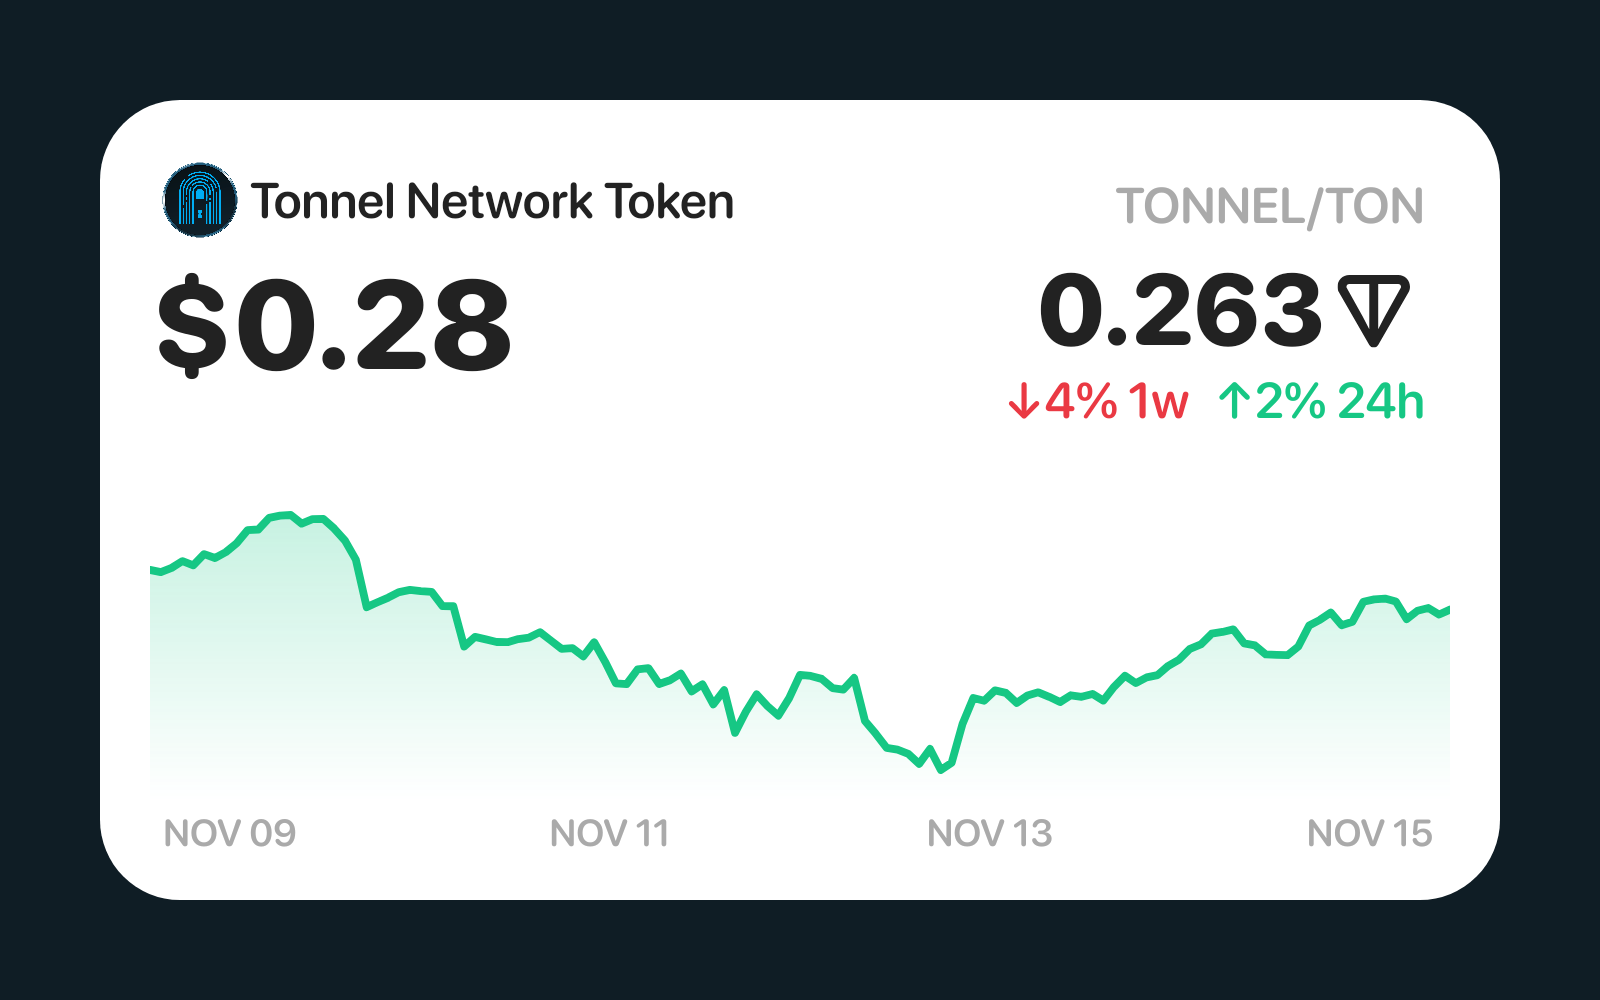 Tonnel Network Token
TONNEL/TON
$0.28
0.263
↓4% 1w ↑2% 24h
NOV 09 NOV 11 NOV 13 NOV 15